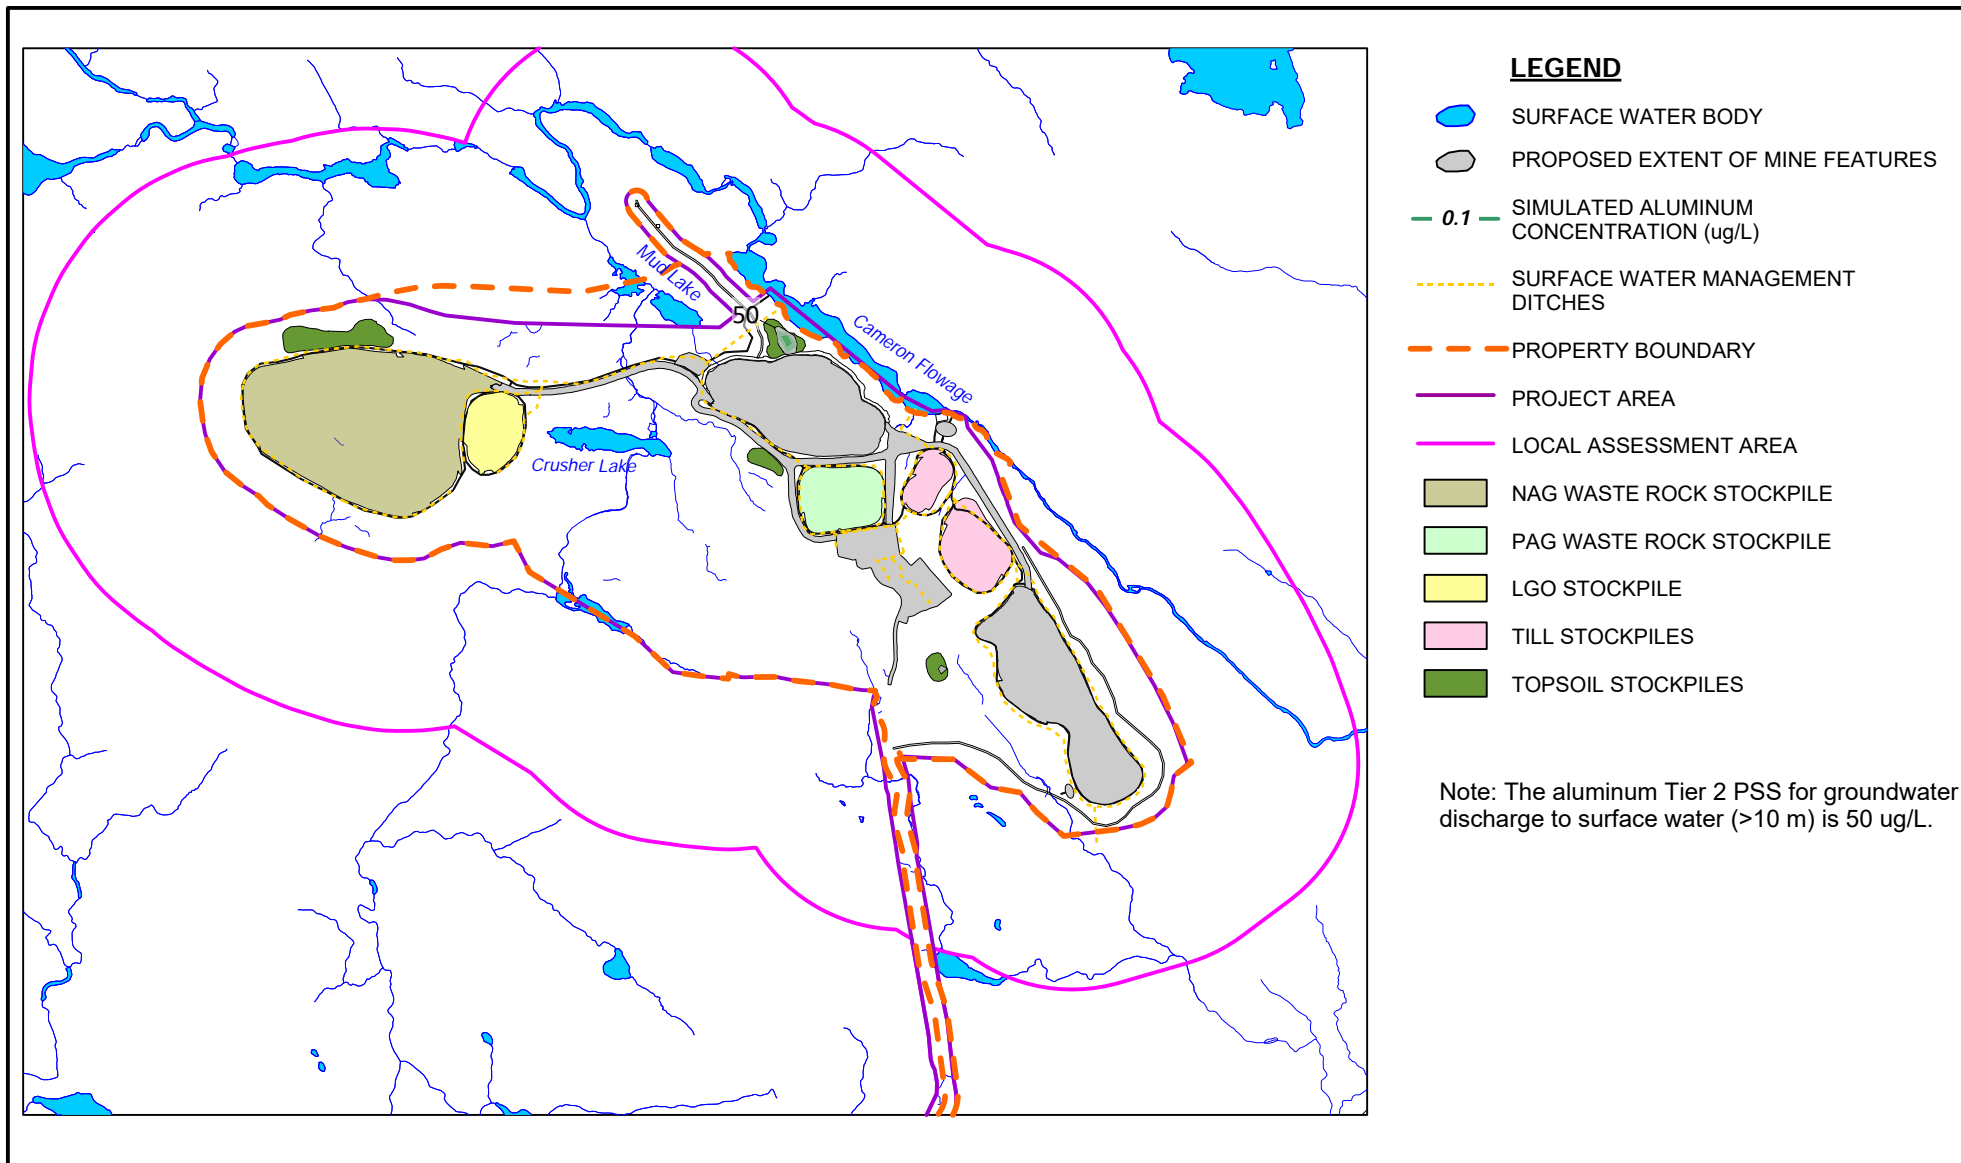 Mud Lake
50
Cameron Flowage
Crusher Lake
LEGEND
SURFACE WATER BODY
PROPOSED EXTENT OF MINE FEATURES
0.1
SIMULATED ALUMINUM
CONCENTRATION (ug/L)
SURFACE WATER MANAGEMENT
DITCHES
PROPERTY BOUNDARY
PROJECT AREA
LOCAL ASSESSMENT AREA
NAG WASTE ROCK STOCKPILE
PAG WASTE ROCK STOCKPILE
LGO STOCKPILE
TILL STOCKPILES
TOPSOIL STOCKPILES
Note: The aluminum Tier 2 PSS for groundwater
discharge to surface water (>10 m) is 50 ug/L.